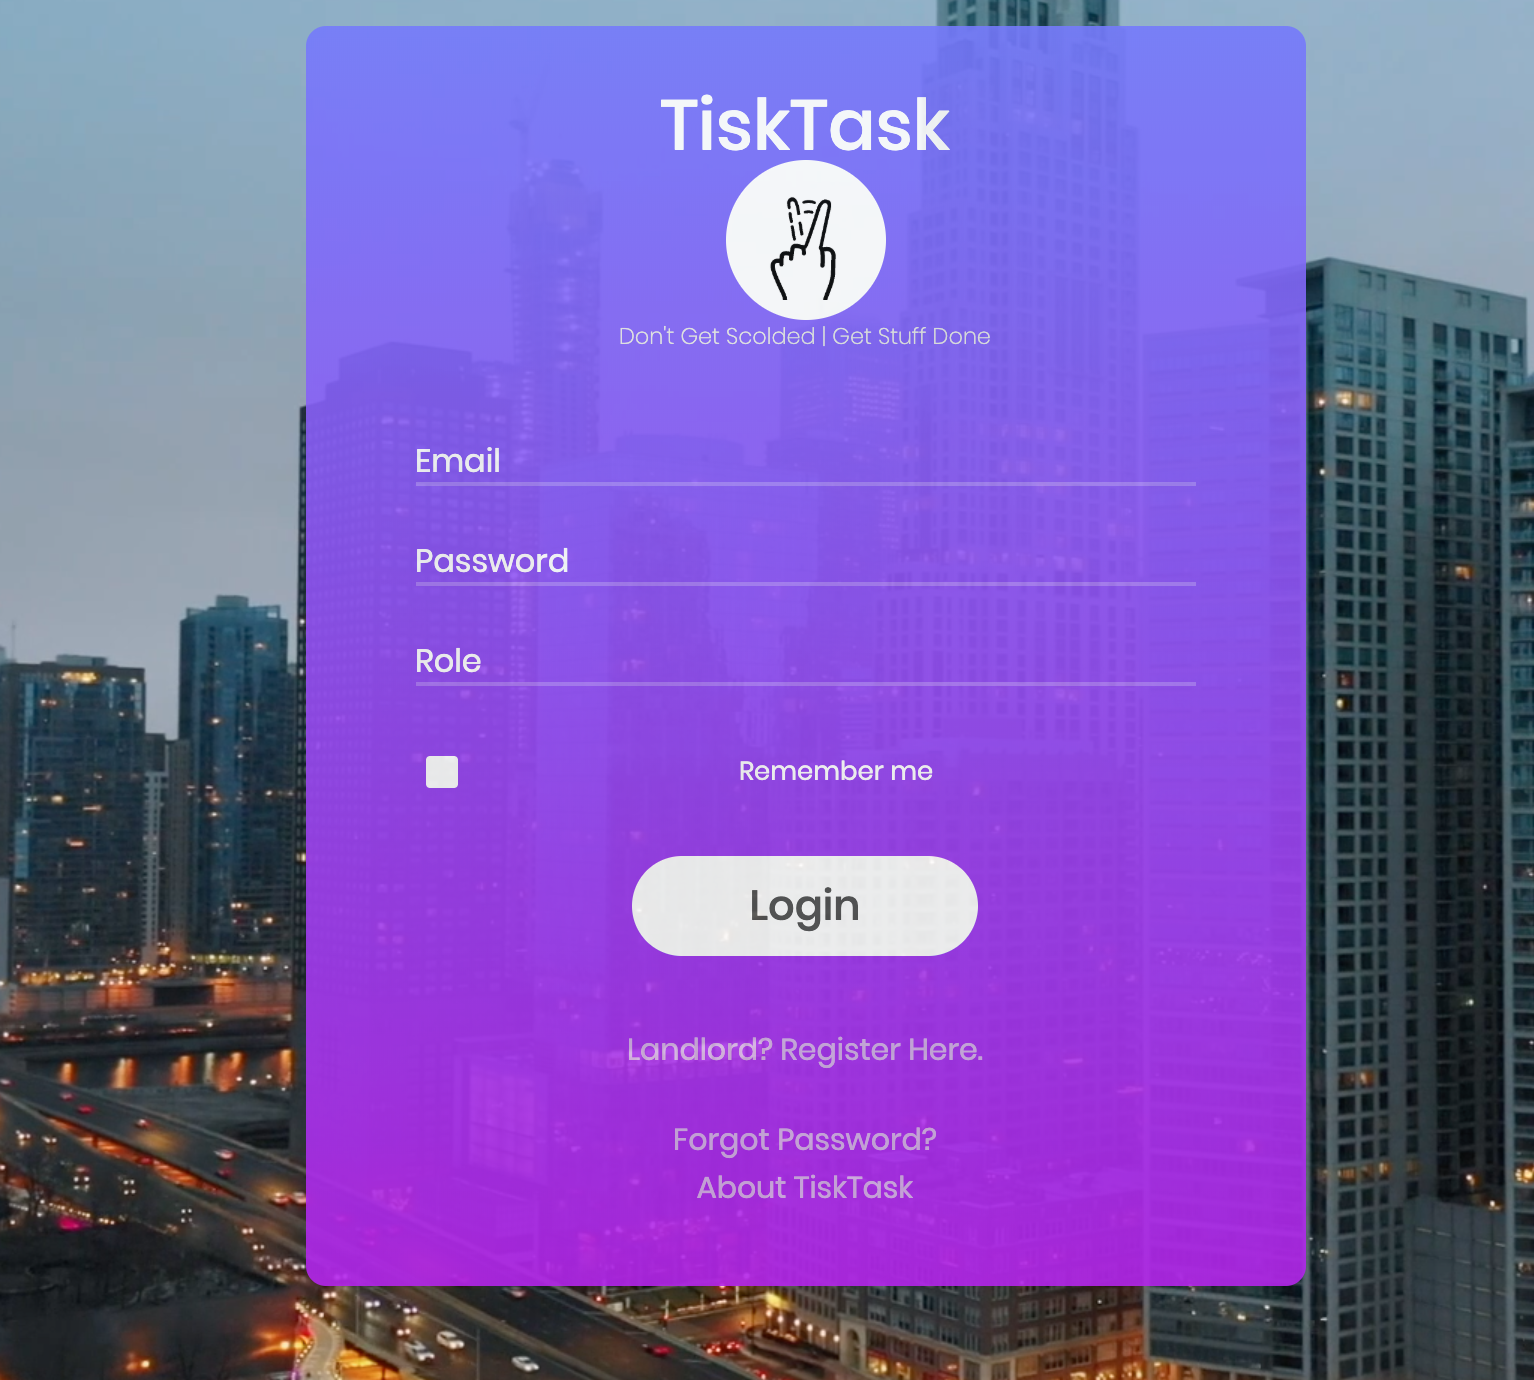 TiskTask
Don't Get Scolded | Get Stuff Done
Email
Password
Role
Remember me
Login
Landlord? Register Here.
Forgot Password?
About TiskTask